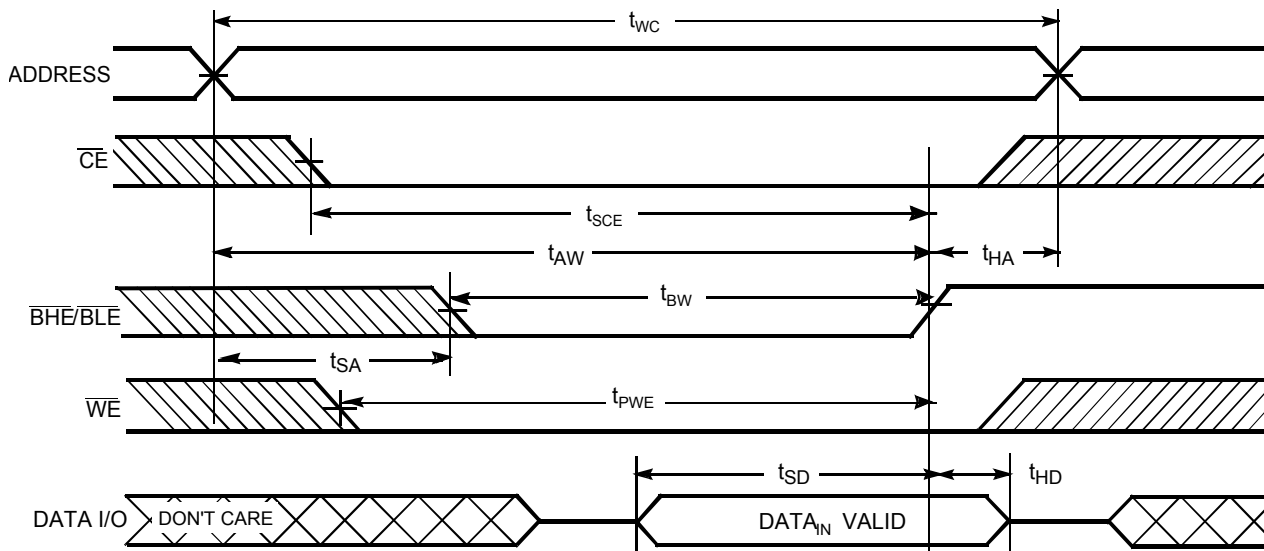 tWC
ADDRESS
CE
tSCE
tAW
tHA
tBW
BHE/BLE
tSA
tPWE
WE
tSD
tHD
DATA I/O
DON'T CARE
DATAIN VALID